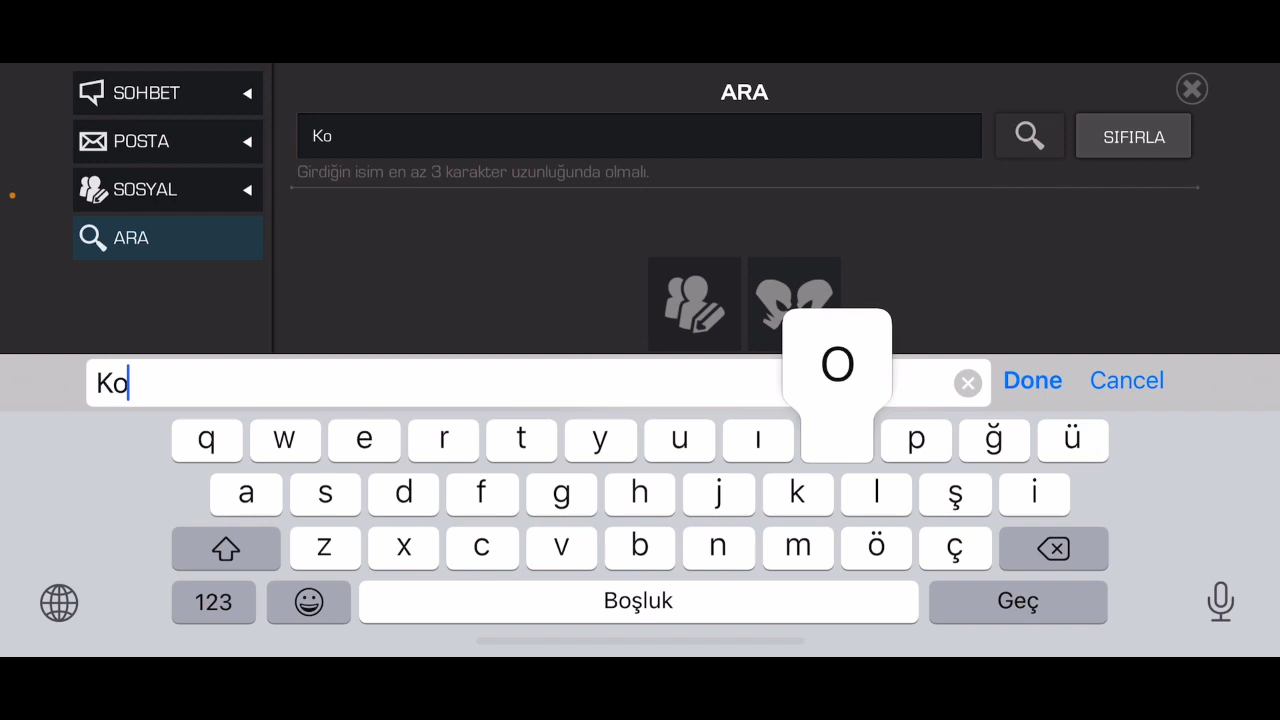 SOHBET
POSTA
SOSYAL
ARA
ARA
Ko
SIFIRLA
Girdiğin isim en az 3 karakter uzunluğunda olmalı.
Ko
Done
Cancel
O
q w e r t y u ı p ğ ü
a s d f g h j k l ş i
z x c v b n m ö ç
123
Boşluk
Geç